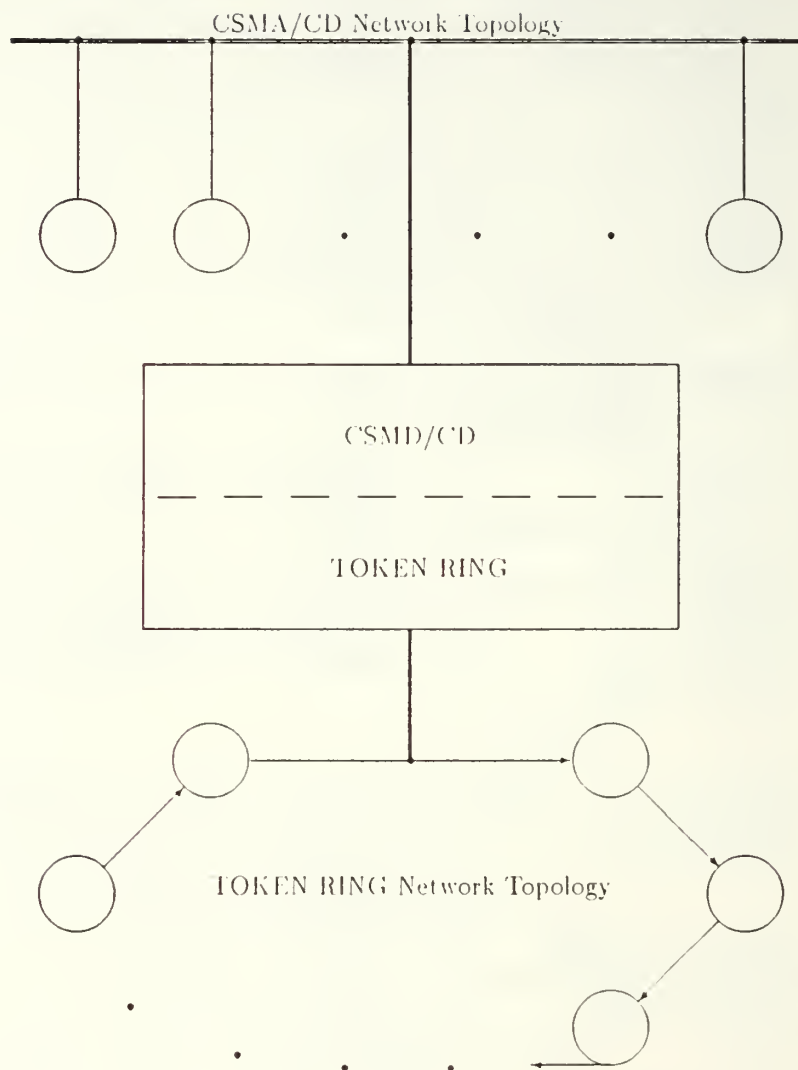 CSMA/CD Network Topology
CSMD/CD
TOKEN RING
TOKEN RING Network Topology